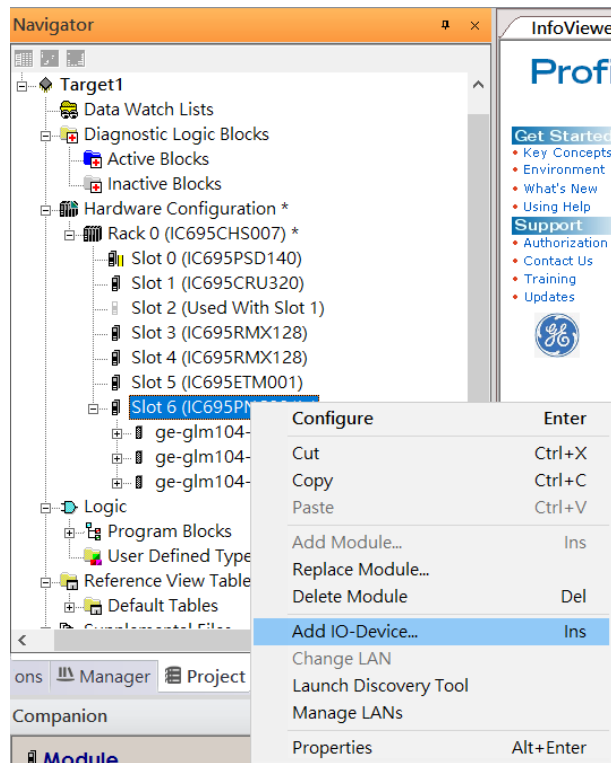 Navigator
InfoViewe
Target1
Data Watch Lists
Diagnostic Logic Blocks
Active Blocks
Inactive Blocks
Hardware Configuration *
Rack 0 (IC695CHS007) *
Slot 0 (IC695PSD140)
Slot 1 (IC695CRU320)
Slot 2 (Used With Slot 1)
Slot 3 (IC695RMX128)
Slot 4 (IC695RMX128)
Slot 5 (IC695ETM001)
Slot 6 (IC695PN
ge-glm104-
ge-glm104-
ge-glm104-
Logic
Program Blocks
User Defined Type
Reference View Table
Default Tables
ons Manager Project
Companion
Module
Profi
Get Started
Key Concepts
Environment
What's New
Using Help
Support
Authorization
Contact Us
Training
Updates
Configure Enter
Cut Ctrl+X
Copy Ctrl+C
Paste Ctrl+V
Add Module... Ins
Replace Module...
Delete Module Del
Add IO-Device... Ins
Change LAN
Launch Discovery Tool
Manage LANs
Properties Alt+Enter